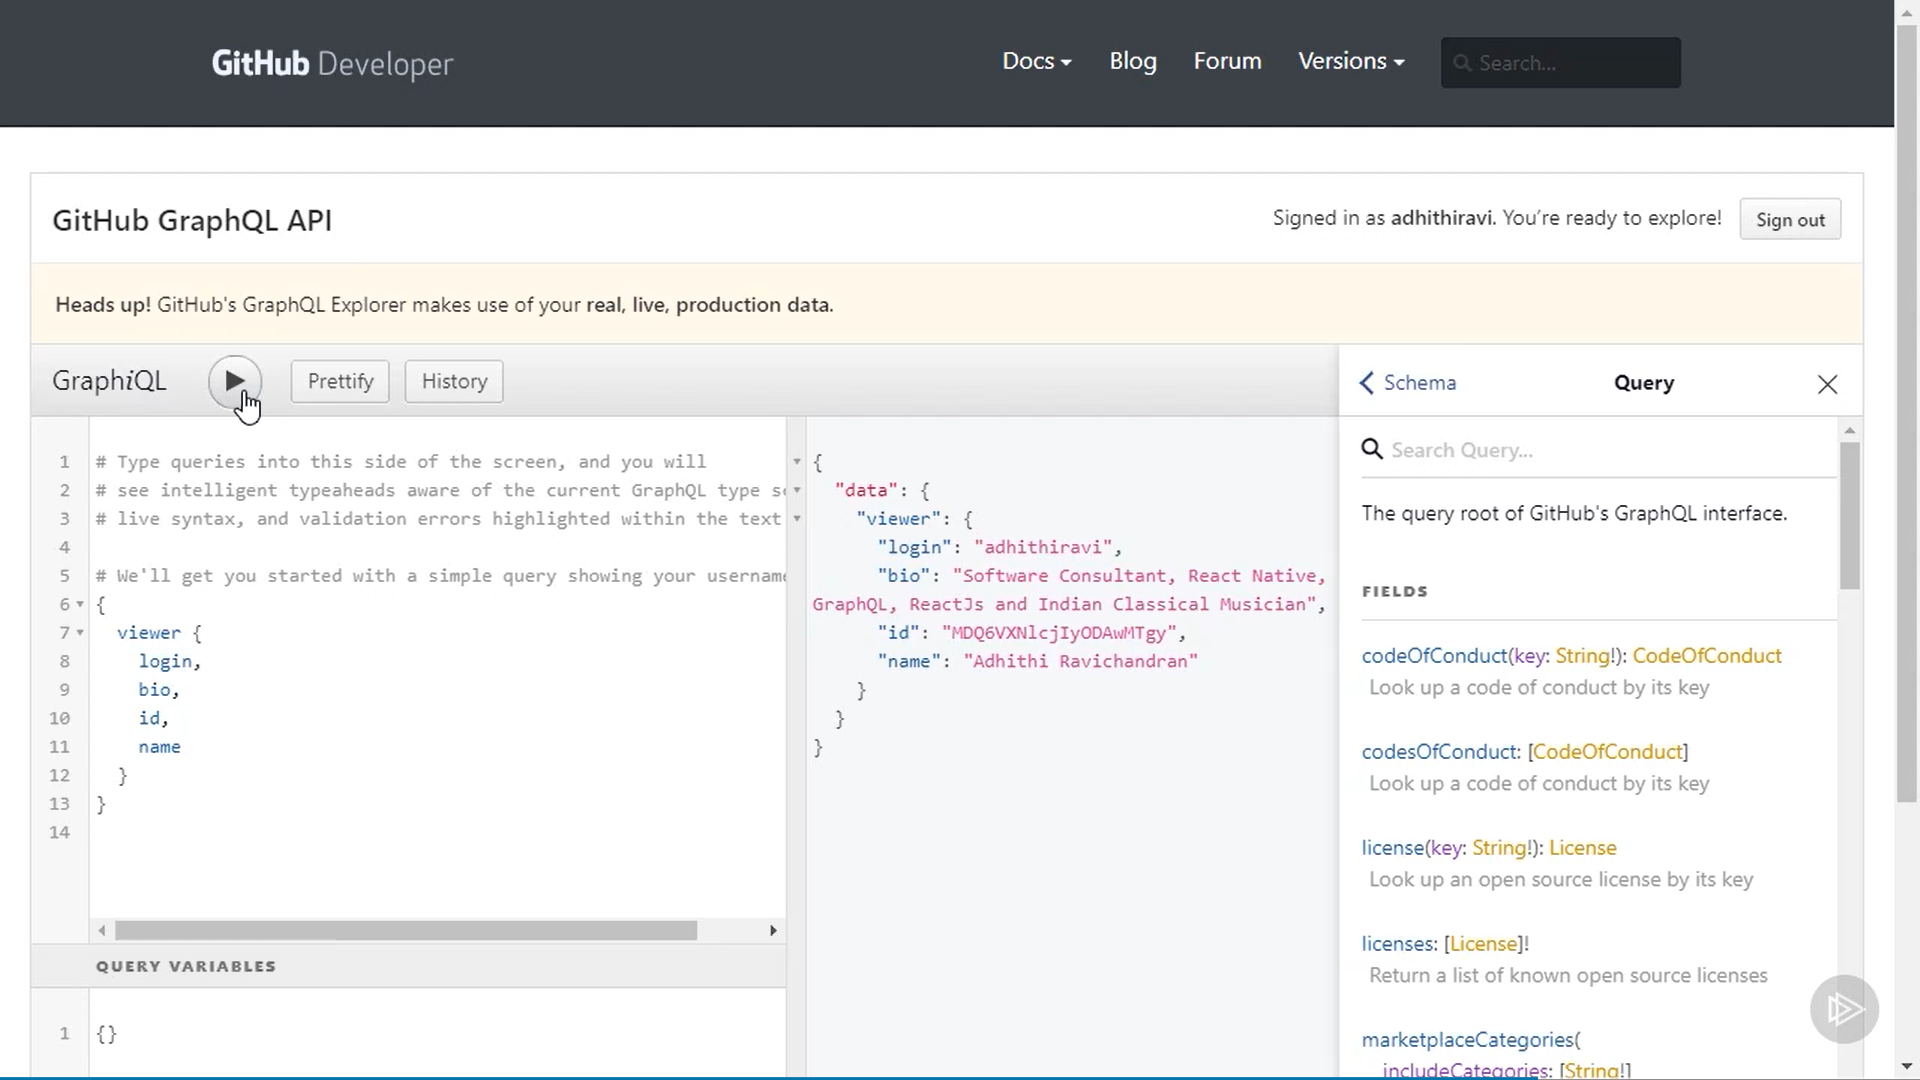 GitHub Developer
Docs
Blog
Forum
Versions
Search...
GitHub GraphQL API
Signed in as adhithiravi. You're ready to explore!
Sign out
Heads up! GitHub's GraphQL Explorer makes use of your real, live, production data.
GraphiQL
Prettify
History
1 # Type queries into this side of the screen, and you will
2 # see intelligent typeaheads aware of the current GraphQL type s
3 # live syntax, and validation errors highlighted within the text
4
5 # We'll get you started with a simple query showing your usernam
6 {
7 viewer {
8 login,
9 bio,
10 id,
11 name
12 }
13 }
14
QUERY VARIABLES
1 {}
{
"data": {
"viewer": {
"login": "adhithiravi",
"bio": "Software Consultant, React Native,
GraphQL, ReactJs and Indian Classical Musician",
"id": "MDQ6VXNlcjIyODAwMTgy",
"name": "Adhithi Ravichandran"
}
}
}
Schema
Query
Search Query...
The query root of GitHub's GraphQL interface.
FIELDS
codeOfConduct(key: String!): CodeOfConduct
Look up a code of conduct by its key
codesOfConduct: [CodeOfConduct]
Look up a code of conduct by its key
license(key: String!): License
Look up an open source license by its key
licenses: [License]!
Return a list of known open source licenses
marketplaceCategories(
includeCategories: [String!]